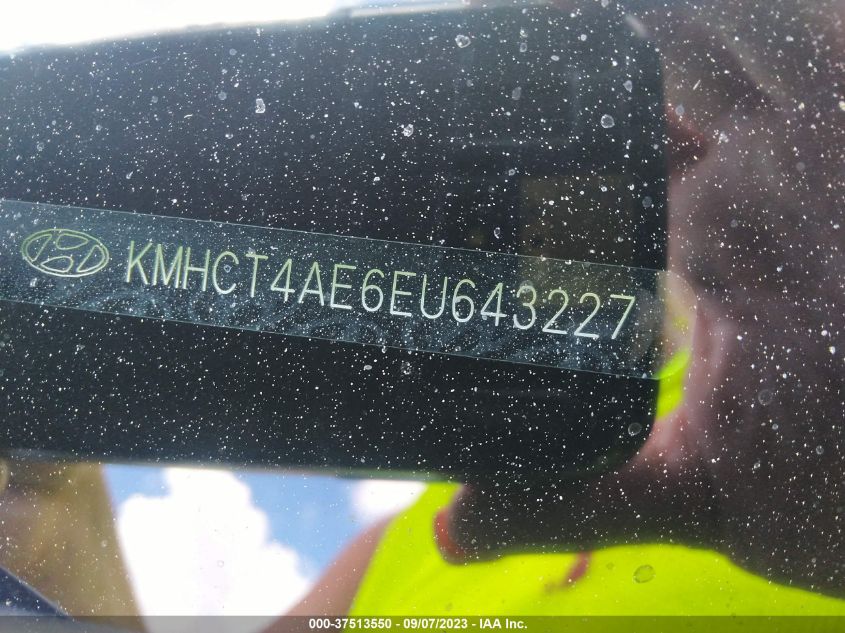 KMHCT4AE6EU643227
000-37513550 - 09/07/2023 - IAA Inc.